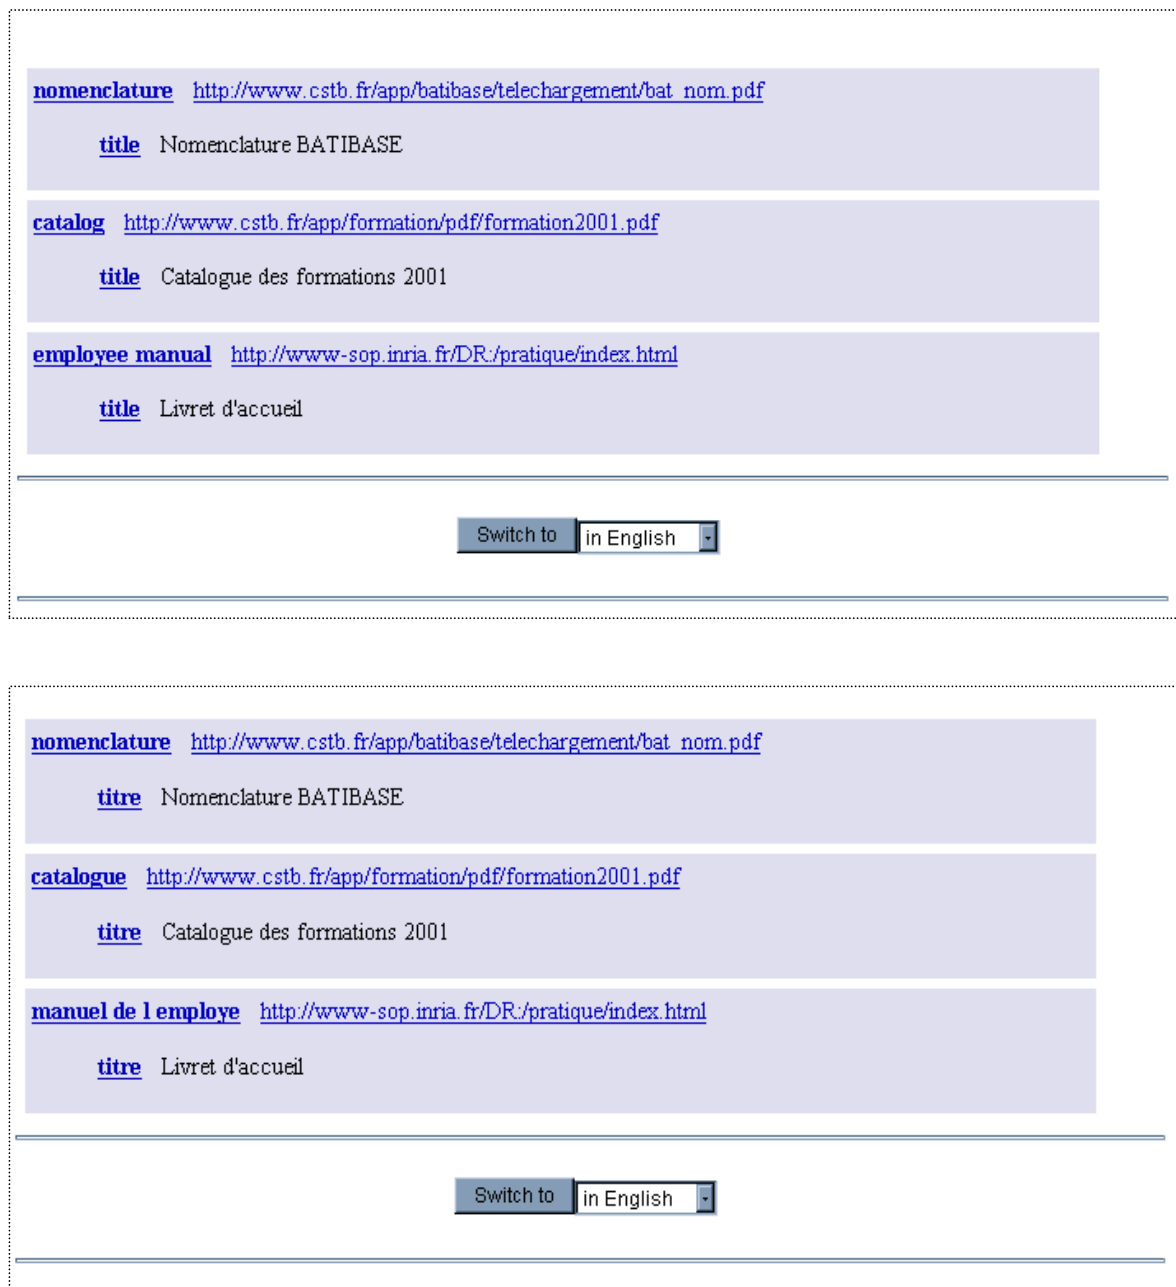 nomenclature http://www.cstb.fr/app/batibase/telechargement/bat_nom.pdf
title Nomenclature BATIBASE
catalog http://www.cstb.fr/app/formation/pdf/formation2001.pdf
title Catalogue des formations 2001
employee manual http://www-sop.inria.fr/DR:/pratique/index.html
title Livret d'accueil
Switch to in English
nomenclature http://www.cstb.fr/app/batibase/telechargement/bat_nom.pdf
titre Nomenclature BATIBASE
catalogue http://www.cstb.fr/app/formation/pdf/formation2001.pdf
titre Catalogue des formations 2001
manuel de l employe http://www-sop.inria.fr/DR:/pratique/index.html
titre Livret d'accueil
Switch to in English